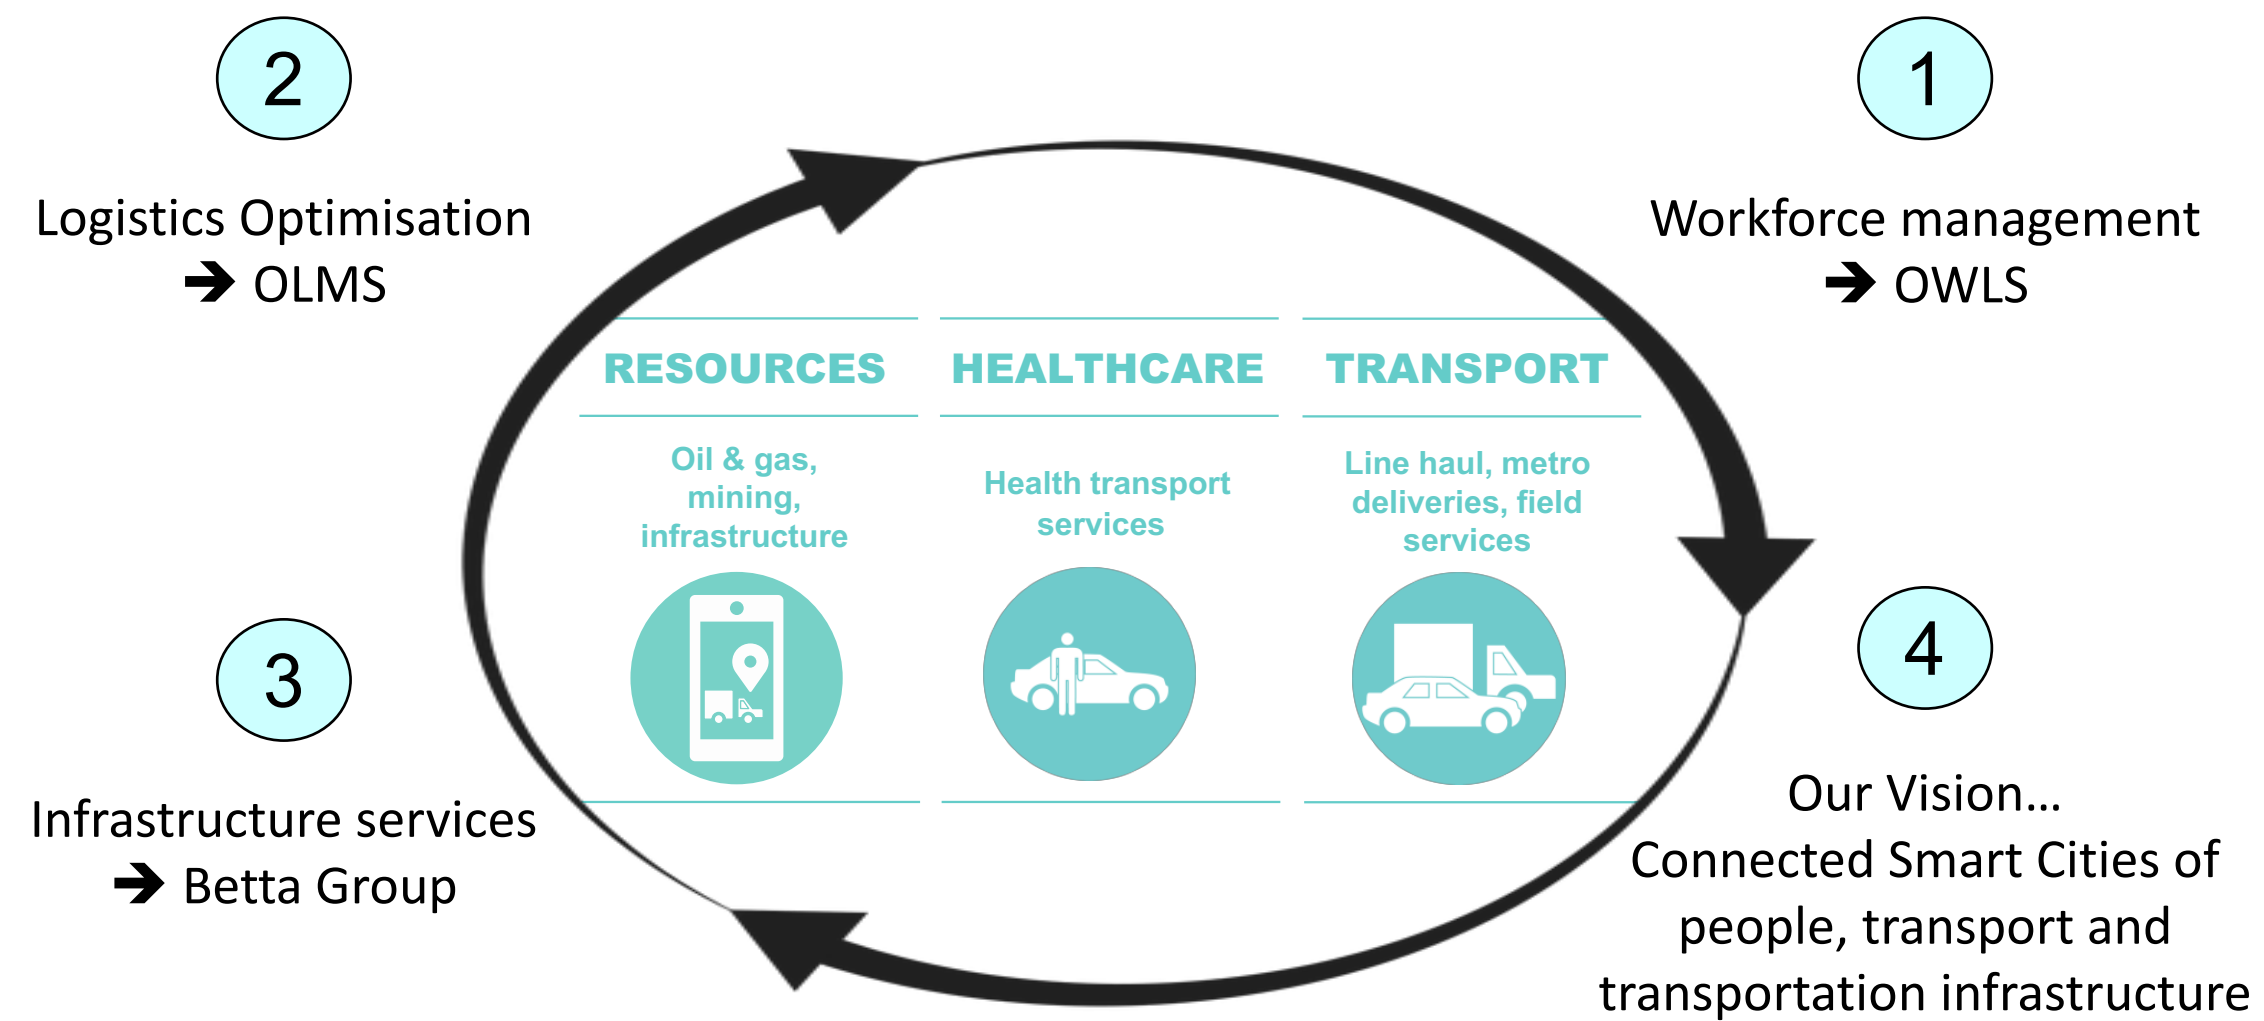 2
Logistics Optimisation
➔ OLMS
1
Workforce management
➔ OWLS
RESOURCES
Oil & gas,
mining,
infrastructure
HEALTHCARE
Health transport
services
TRANSPORT
Line haul, metro
deliveries, field
services
3
Infrastructure services
➔ Betta Group
4
Our Vision...
Connected Smart Cities of
people, transport and
transportation infrastructure